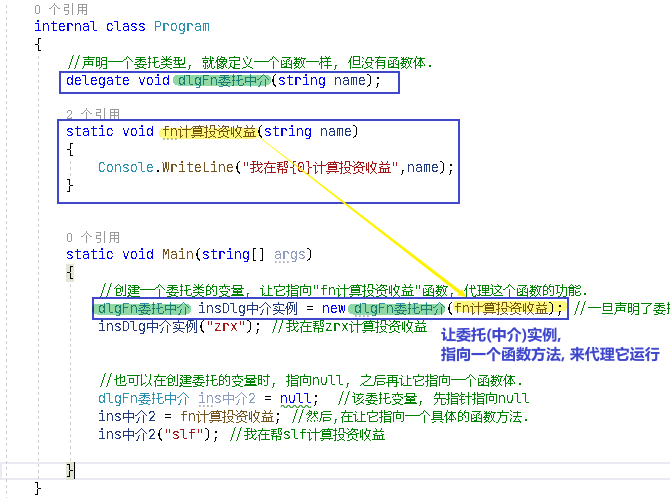 0 个引用
internal class Program
{
//声明一个委托类型, 就像定义一个函数一样, 但没有函数体.
delegate void dlgFn委托中介(string name);
2 个引用
static void fn计算投资收益(string name)
{
Console.WriteLine("我在帮{0}计算投资收益",name);
}
0 个引用
static void Main(string[] args)
{
//创建一个委托类的变量, 让它指向"fn计算投资收益"函数, 代理这个函数的功能.
dlgFn委托中介 insDlg中介实例 = new dlgFn委托中介(fn计算投资收益); //一旦声明了委
insDlg中介实例("zrx"); //我在帮zrx计算投资收益
让委托(中介)实例,
指向一个函数方法, 来代理它运行
//也可以在创建委托的变量时, 指向null, 之后再让它指向一个函数体.
dlgFn委托中介 ins中介2 = null; //该委托变量, 先指针指向null
ins中介2 = fn计算投资收益; //然后,在让它指向一个具体的函数方法.
ins中介2("slf"); //我在帮slf计算投资收益
}
}